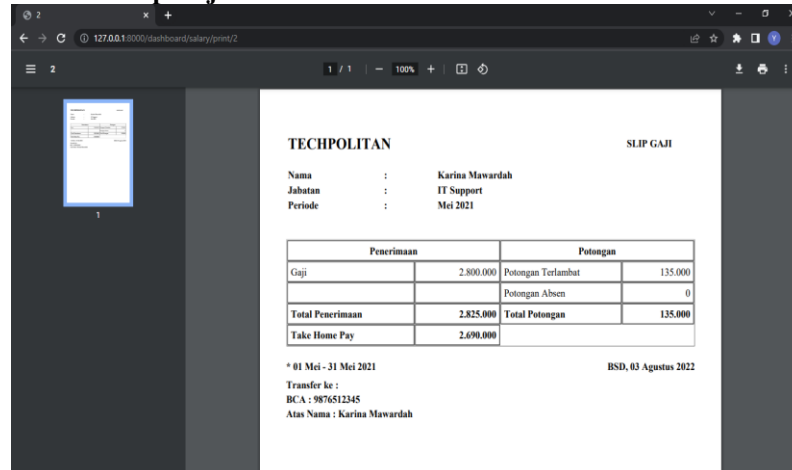 2
127.0.0.1:8000/dashboard/salary/print/2
Y
2
1 / 1
100%
1
TECHPOLITAN SLIP GAJI
Nama : Karina Mawardah
Jabatan : IT Support
Periode : Mei 2021
Penerimaan Potongan
Gaji 2.800.000 Potongan Terlambat 135.000
Potongan Absen 0
Total Penerimaan 2.825.000 Total Potongan 135.000
Take Home Pay 2.690.000
* 01 Mei - 31 Mei 2021 BSD, 03 Agustus 2022
Transfer ke :
BCA : 9876512345
Atas Nama : Karina Mawardah